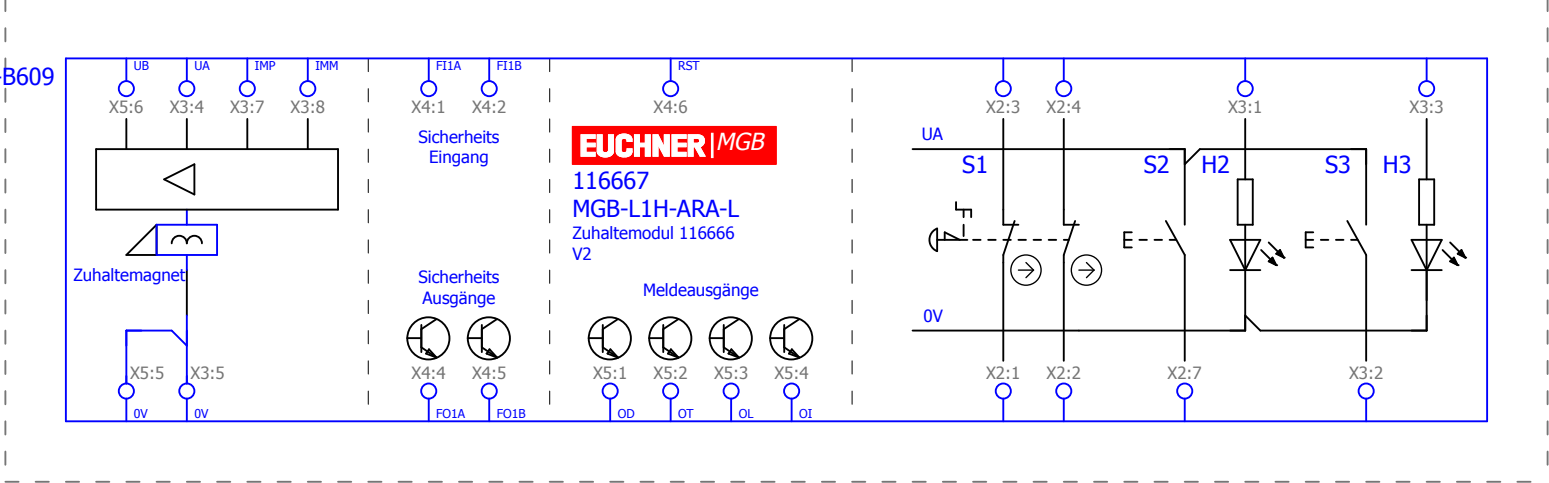 -B609
UB UA IMP IMM FI1A FI1B RST
X5:6 X3:4 X3:7 X3:8 X4:1 X4:2 X4:6 X2:3 X2:4 X3:1 X3:3
Sicherheits
Eingang
EUCHNER|MGB
116667
MGB-L1H-ARA-L
Zuhaltemodul 116666
V2
UA
S1 S2 H2 S3 H3
Zuhaltemagnet
Sicherheits
Ausgänge
Meldeausgänge
0V
X5:5 X3:5 X4:4 X4:5 X5:1 X5:2 X5:3 X5:4 X2:1 X2:2 X2:7 X3:2
0V 0V FO1A FO1B OD OT OL OI